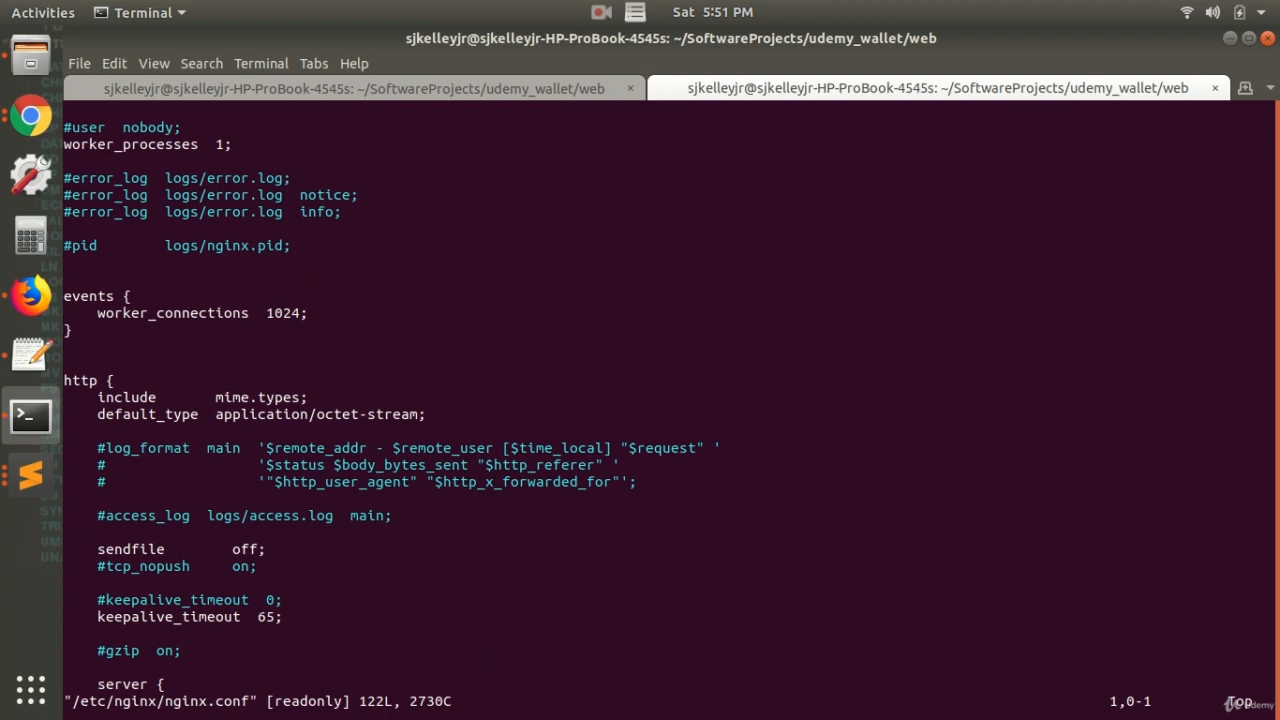 Activities Terminal Sat 5:51 PM
sjkelleyjr@sjkelleyjr-HP-ProBook-4545s: ~/SoftwareProjects/udemy_wallet/web
File Edit View Search Terminal Tabs Help
sjkelleyjr@sjkelleyjr-HP-ProBook-4545s: ~/SoftwareProjects/udemy_wallet/web × sjkelleyjr@sjkelleyjr-HP-ProBook-4545s: ~/SoftwareProjects/udemy_wallet/web ×
#user  nobody;
worker_processes  1;
#error_log  logs/error.log;
#error_log  logs/error.log  notice;
#error_log  logs/error.log  info;
#pid        logs/nginx.pid;
events {
    worker_connections  1024;
}
http {
    include       mime.types;
    default_type  application/octet-stream;
    #log_format  main  '$remote_addr - $remote_user [$time_local] "$request" '
    #                  '$status $body_bytes_sent "$http_referer" '
    #                  '"$http_user_agent" "$http_x_forwarded_for"';
    #access_log  logs/access.log  main;
    sendfile        off;
    #tcp_nopush     on;
    #keepalive_timeout  0;
    keepalive_timeout  65;
    #gzip  on;
    server {
"/etc/nginx/nginx.conf" [readonly] 122L, 2730C 1,0-1 Top
udemy